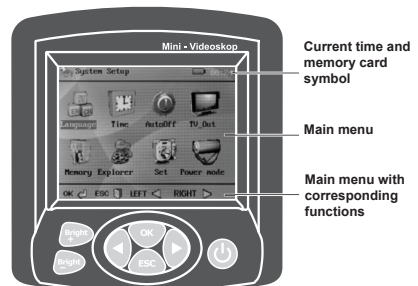 Mini - Videoskop
Current time and
memory card
symbol
System Setup
Language Time AutoOff TV_Out
Main menu
Memory Explorer Set Power mode
Main menu with
corresponding
functions
OK ESC LEFT RIGHT
Bright
+
OK
Bright
−
ESC